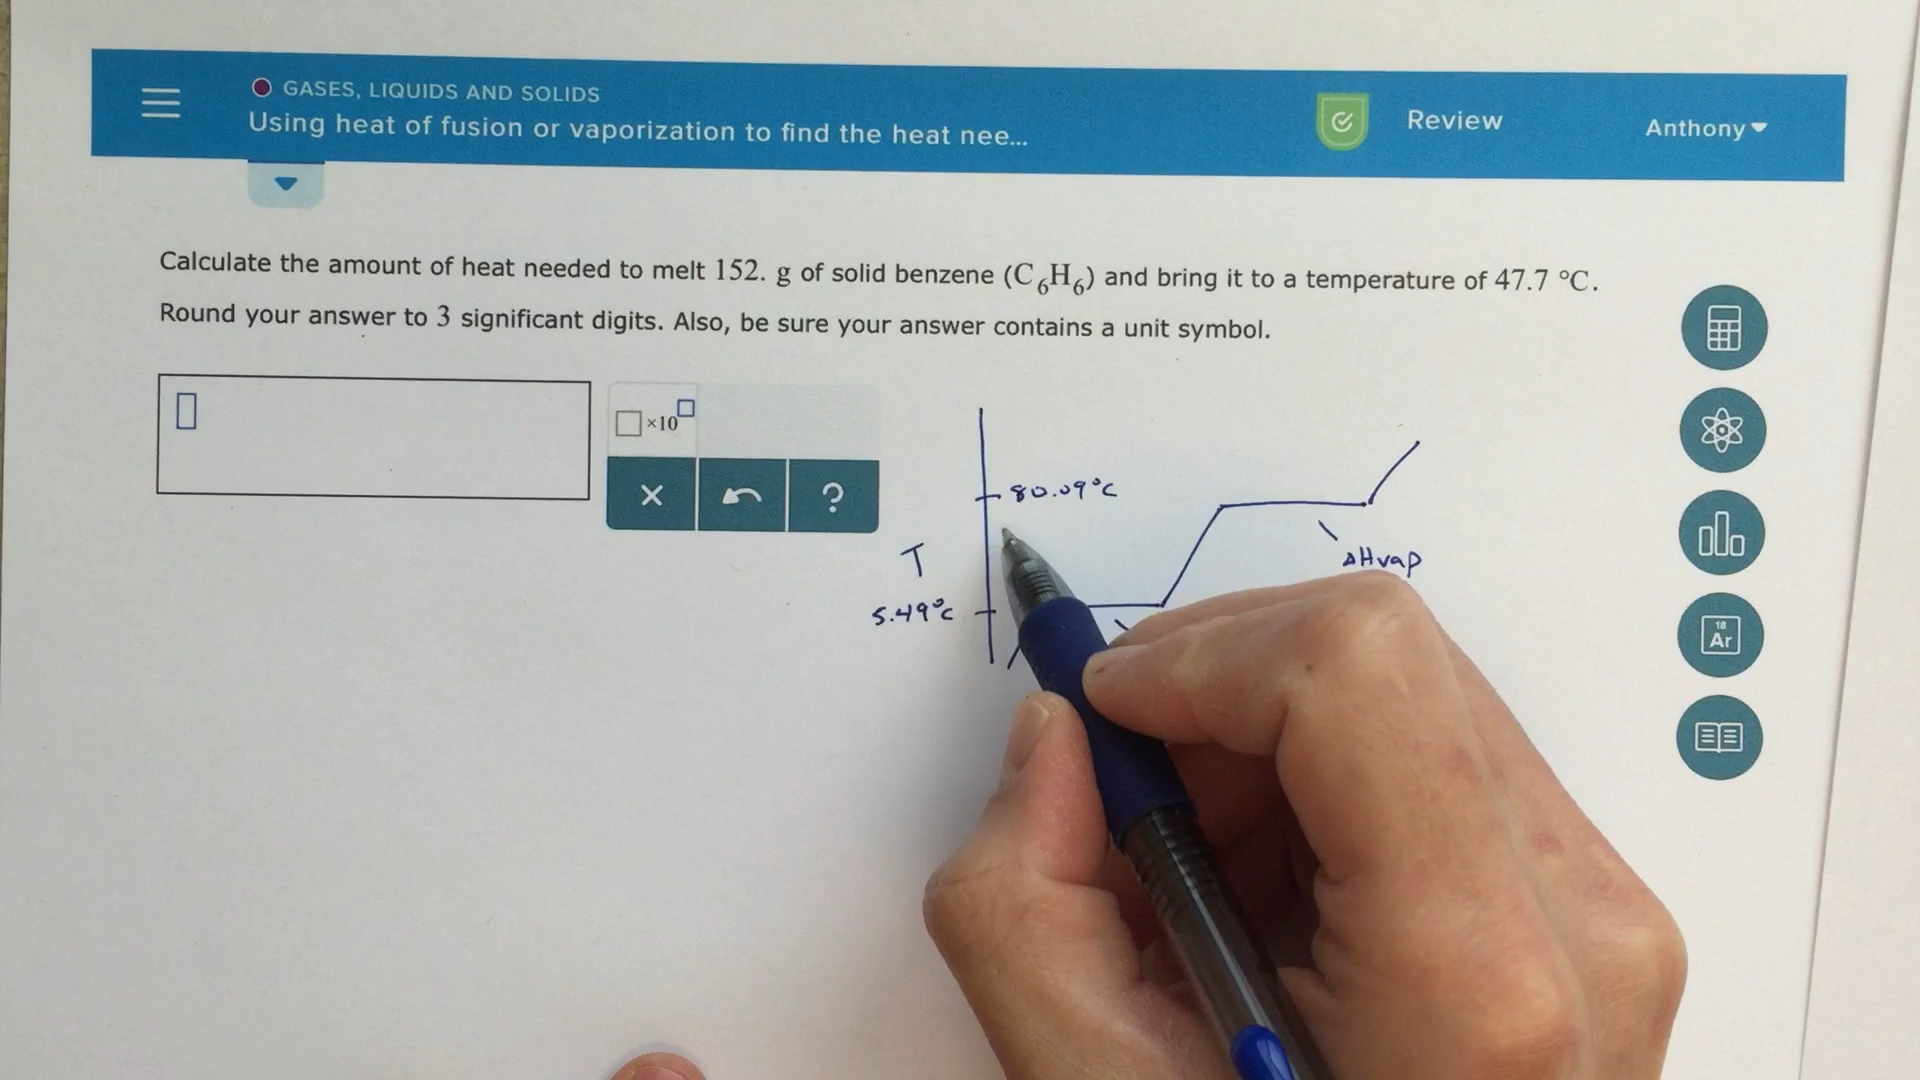 GASES, LIQUIDS AND SOLIDS
Using heat of fusion or vaporization to find the heat nee...
Review
Anthony
Calculate the amount of heat needed to melt 152. g of solid benzene (C₆H₆) and bring it to a temperature of 47.7 °C.
Round your answer to 3 significant digits. Also, be sure your answer contains a unit symbol.
×10
?
80.09°C
T
ΔHvap
5.49°C
18
Ar